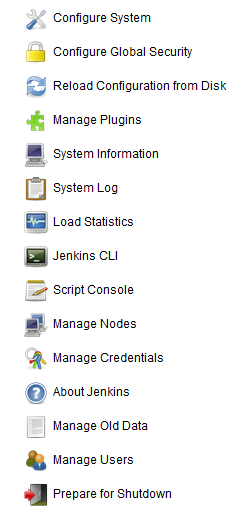 Configure System
Configure Global Security
Reload Configuration from Disk
Manage Plugins
System Information
System Log
Load Statistics
Jenkins CLI
Script Console
Manage Nodes
Manage Credentials
About Jenkins
Manage Old Data
Manage Users
Prepare for Shutdown